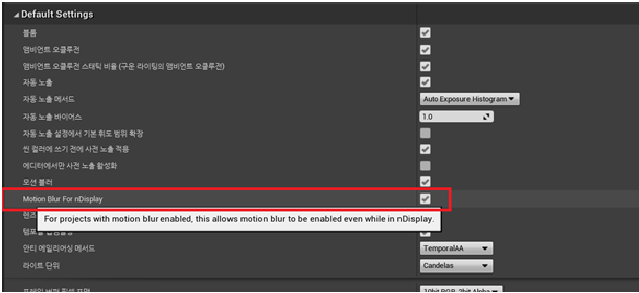 Default Settings
블룸
앰비언트 오클루전
앰비언트 오클루전 스태틱 비율 (구운 라이팅의 앰비언트 오클루전)
자동 노출
자동 노출 메서드
Auto Exposure Histogram
자동 노출 바이어스
1.0
자동 노출 설정에서 기본 휘도 범위 확장
씬 컬러에 쓰기 전에 사전 노출 적용
에디터에서만 사전 노출 활성화
모션 블러
Motion Blur For nDisplay
For projects with motion blur enabled, this allows motion blur to be enabled even while in nDisplay.
안티 에일리어싱 메서드
TemporalAA
라이트 단위
Candelas